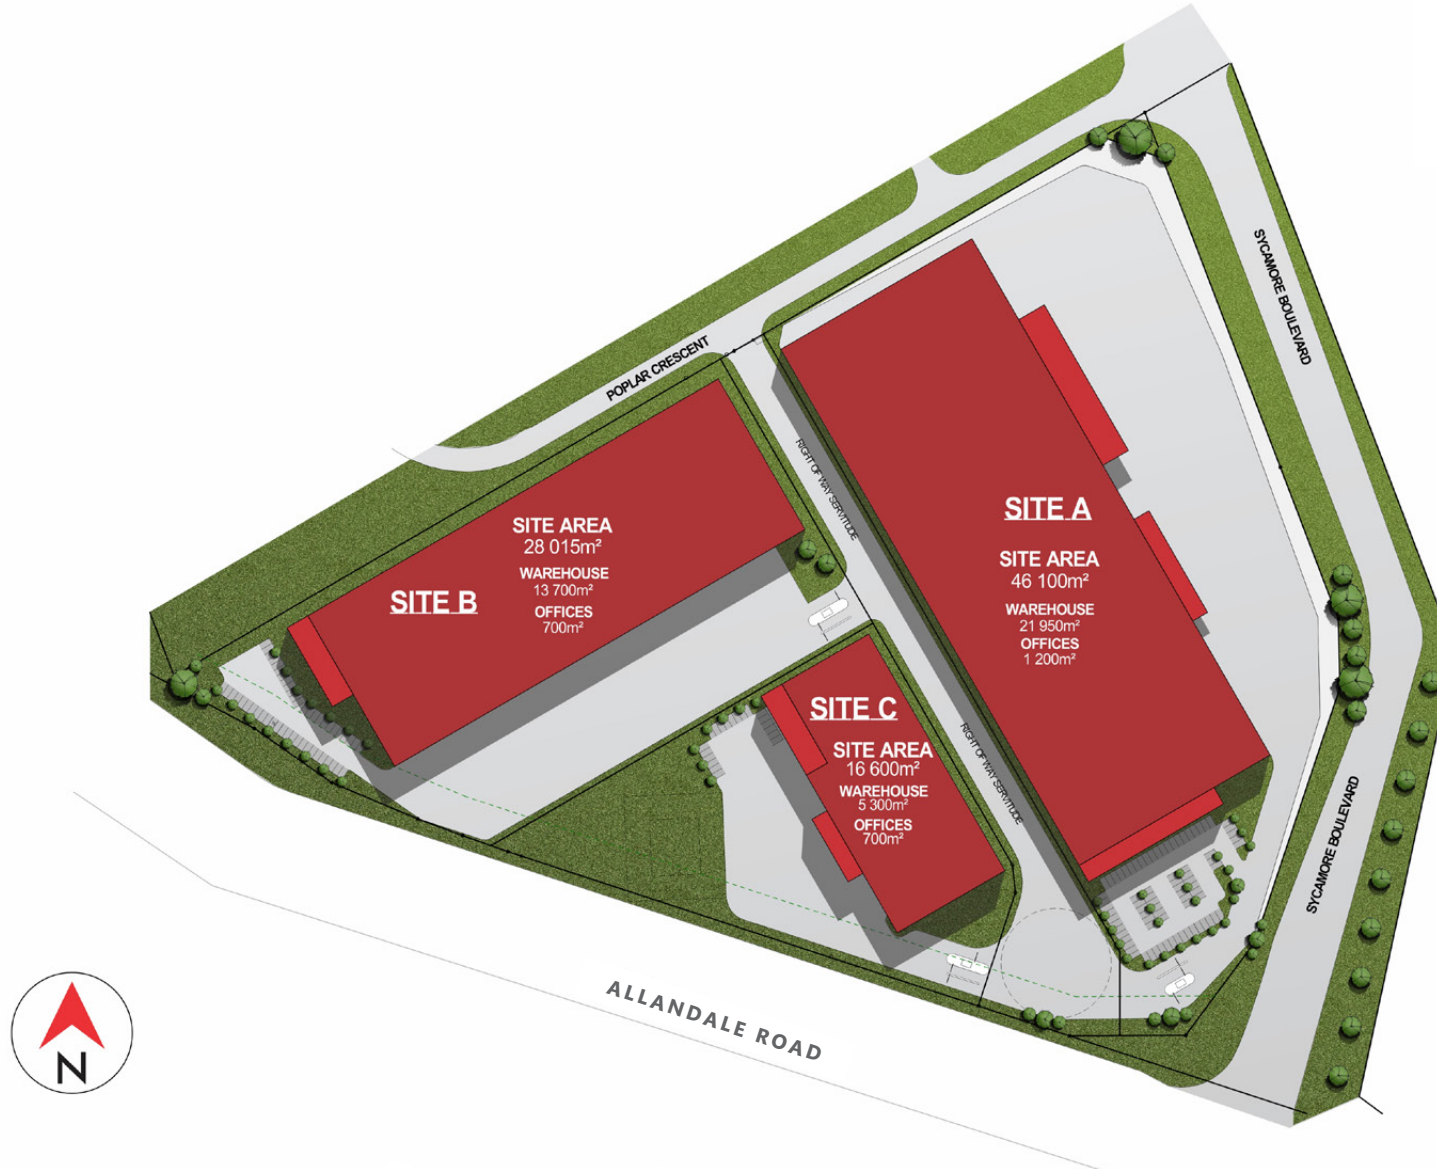 SYCAMORE BOULEVARD
POPLAR CRESCENT
RIGHT OF WAY SERVITUDE
SITE A
SITE AREA
46 100m²
WAREHOUSE
21 950m²
OFFICES
1 200m²
SITE B
SITE AREA
28 015m²
WAREHOUSE
13 700m²
OFFICES
700m²
SITE C
SITE AREA
16 600m²
WAREHOUSE
5 300m²
OFFICES
700m²
RIGHT OF WAY SERVITUDE
SYCAMORE BOULEVARD
ALLANDALE ROAD
N